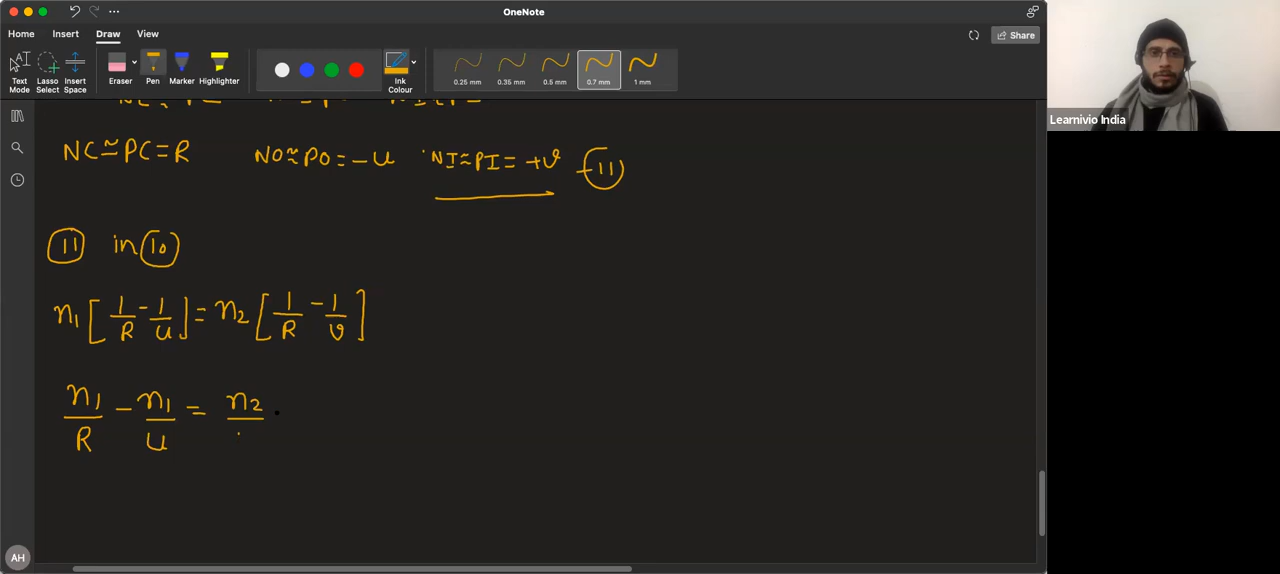 OneNote
Home Insert Draw View
Share
Text Mode
Lasso Select
Insert Space
Eraser
Pen
Marker
Highlighter
Ink Colour
0.25 mm
0.35 mm
0.5 mm
0.7 mm
1 mm
Learnivio India
NC≃PC=R NO≈PO=-u NI≈PI=+v -(11)
(11) in (10)
n₁[1/R - 1/u] = n₂[1/R - 1/v]
n₁/R - n₁/u = n₂/
AH